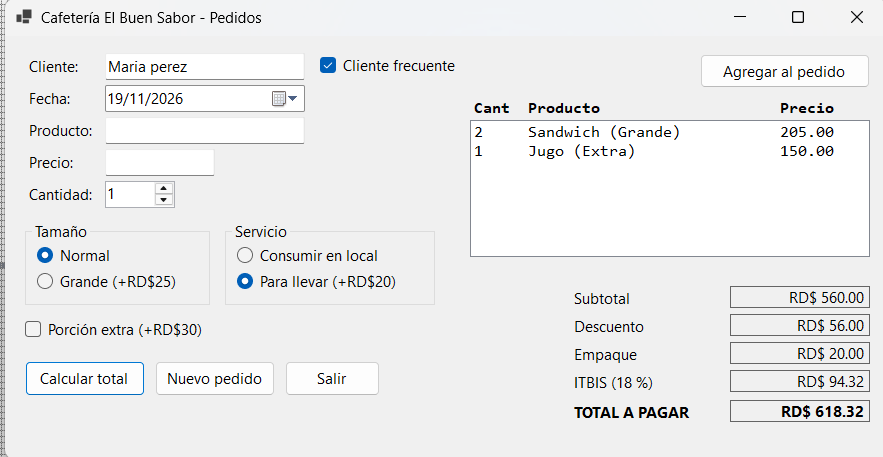 Cafetería El Buen Sabor - Pedidos
Cliente: Maria perez
Cliente frecuente
Agregar al pedido
Fecha: 19/11/2026
Producto:
Precio:
Cantidad: 1
Cant Producto Precio
2 Sandwich (Grande) 205.00
1 Jugo (Extra) 150.00
Tamaño
Normal
Grande (+RD$25)
Servicio
Consumir en local
Para llevar (+RD$20)
Porción extra (+RD$30)
Calcular total
Nuevo pedido
Salir
Subtotal RD$ 560.00
Descuento RD$ 56.00
Empaque RD$ 20.00
ITBIS (18 %) RD$ 94.32
TOTAL A PAGAR RD$ 618.32